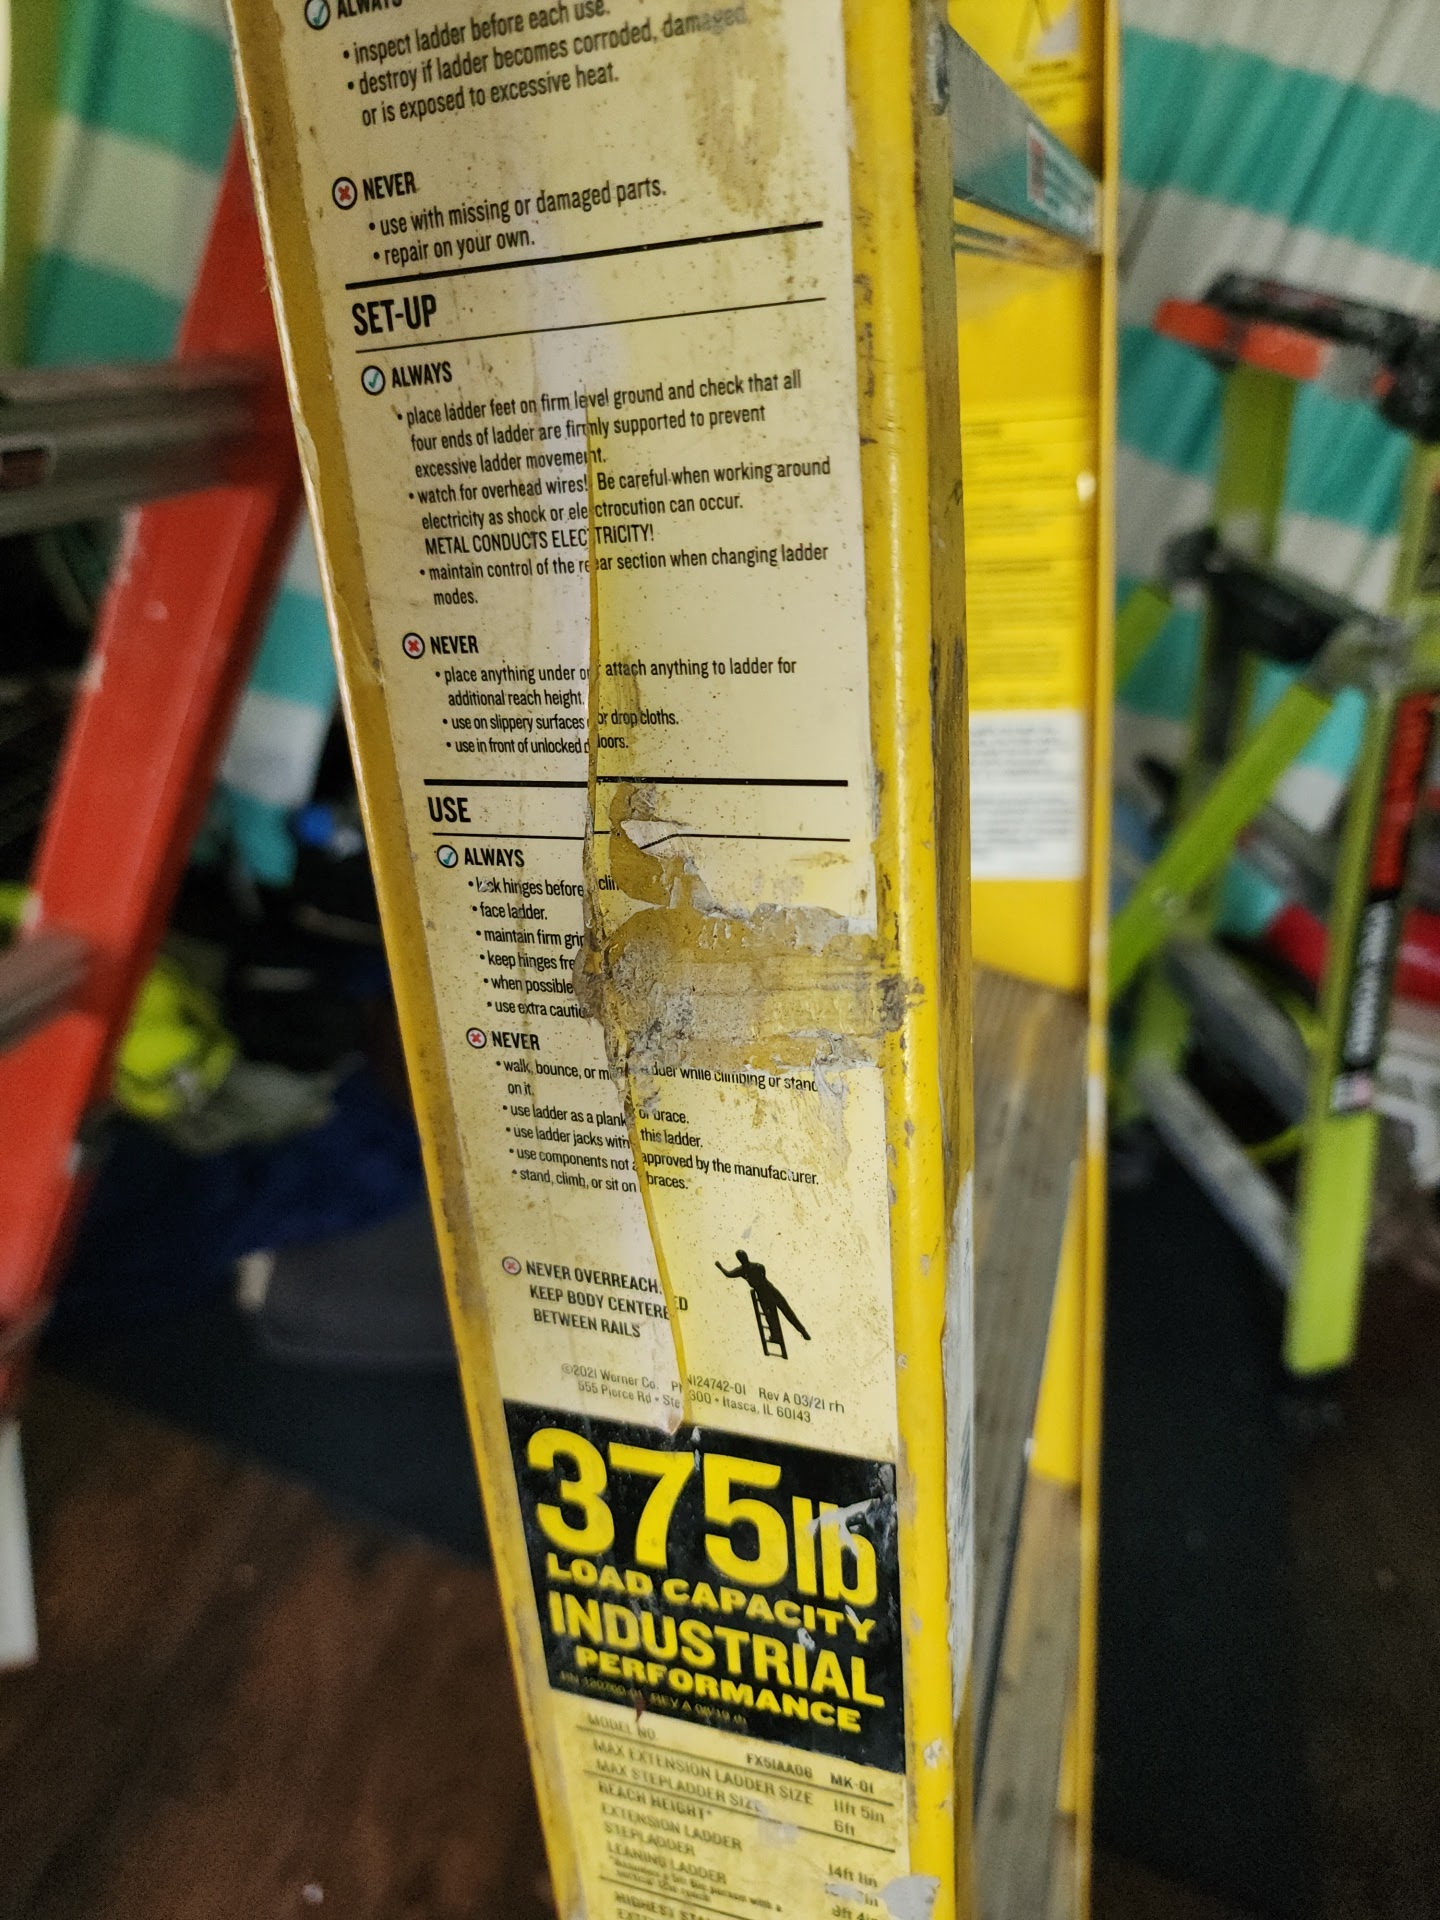 ALWAYS
• inspect ladder before each use.
• destroy if ladder becomes corroded, damaged,
or is exposed to excessive heat.
NEVER
• use with missing or damaged parts.
• repair on your own.
SET-UP
ALWAYS
• place ladder feet on firm level ground and check that all
four ends of ladder are firmly supported to prevent
excessive ladder movement.
• watch for overhead wires! Be careful when working around
electricity as shock or electrocution can occur.
METAL CONDUCTS ELECTRICITY!
• maintain control of the rear section when changing ladder
modes.
NEVER
• place anything under or attach anything to ladder for
additional reach height.
• use on slippery surfaces or drop cloths.
• use in front of unlocked doors.
USE
ALWAYS
• lock hinges before
• face ladder.
• maintain firm grip
• keep hinges
• when possible
• use extra
NEVER
• walk, bounce, or while climbing or stand
on it.
• use ladder as a plank or brace.
• use ladder jacks with this ladder.
• use components not approved by the manufacturer.
• stand, climb, or sit on braces.
NEVER OVERREACH.
KEEP BODY CENTERED
BETWEEN RAILS
©2021 Werner Co. 124742-01 Rev A 03/21 rh
555 Pierce Rd • Ste. 300 • Itasca, IL 60143
375lb
LOAD CAPACITY
INDUSTRIAL
PERFORMANCE
MODEL NO. FX51AA06 MK-01
MAX EXTENSION LADDER SIZE 11ft 5in
MAX STEPLADDER SIZE 6ft
REACH HEIGHT*
EXTENSION LADDER 14ft 1in
STEPLADDER
LEANING LADDER